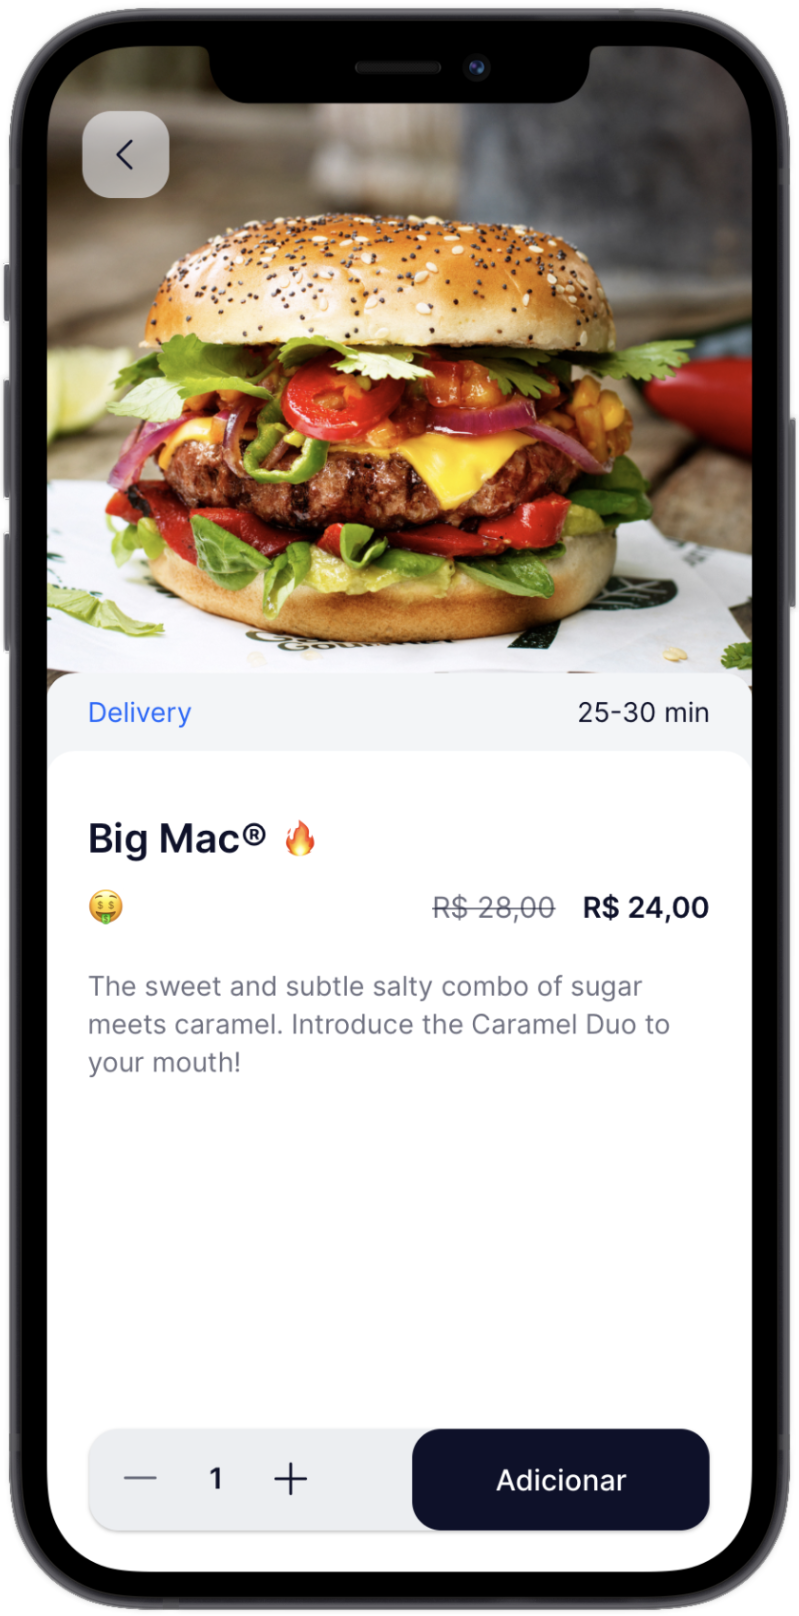 Delivery 25-30 min
Big Mac® 🔥
🤑 R$ 28,00 R$ 24,00
The sweet and subtle salty combo of sugar
meets caramel. Introduce the Caramel Duo to
your mouth!
1 Adicionar